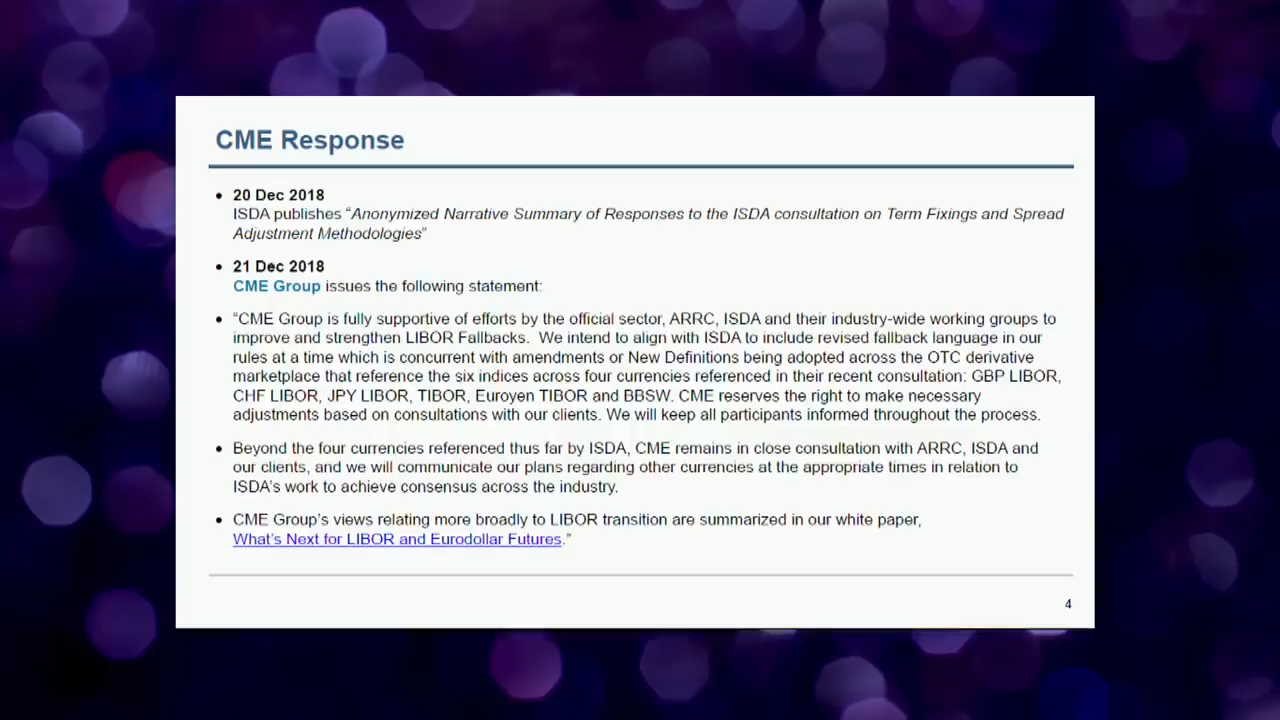 CME Response
• 20 Dec 2018
ISDA publishes “Anonymized Narrative Summary of Responses to the ISDA consultation on Term Fixings and Spread
Adjustment Methodologies”
• 21 Dec 2018
CME Group issues the following statement:
• “CME Group is fully supportive of efforts by the official sector, ARRC, ISDA and their industry-wide working groups to
improve and strengthen LIBOR Fallbacks.  We intend to align with ISDA to include revised fallback language in our
rules at a time which is concurrent with amendments or New Definitions being adopted across the OTC derivative
marketplace that reference the six indices across four currencies referenced in their recent consultation: GBP LIBOR,
CHF LIBOR, JPY LIBOR, TIBOR, Euroyen TIBOR and BBSW. CME reserves the right to make necessary
adjustments based on consultations with our clients. We will keep all participants informed throughout the process.
• Beyond the four currencies referenced thus far by ISDA, CME remains in close consultation with ARRC, ISDA and
our clients, and we will communicate our plans regarding other currencies at the appropriate times in relation to
ISDA’s work to achieve consensus across the industry.
• CME Group’s views relating more broadly to LIBOR transition are summarized in our white paper,
What’s Next for LIBOR and Eurodollar Futures.”
4